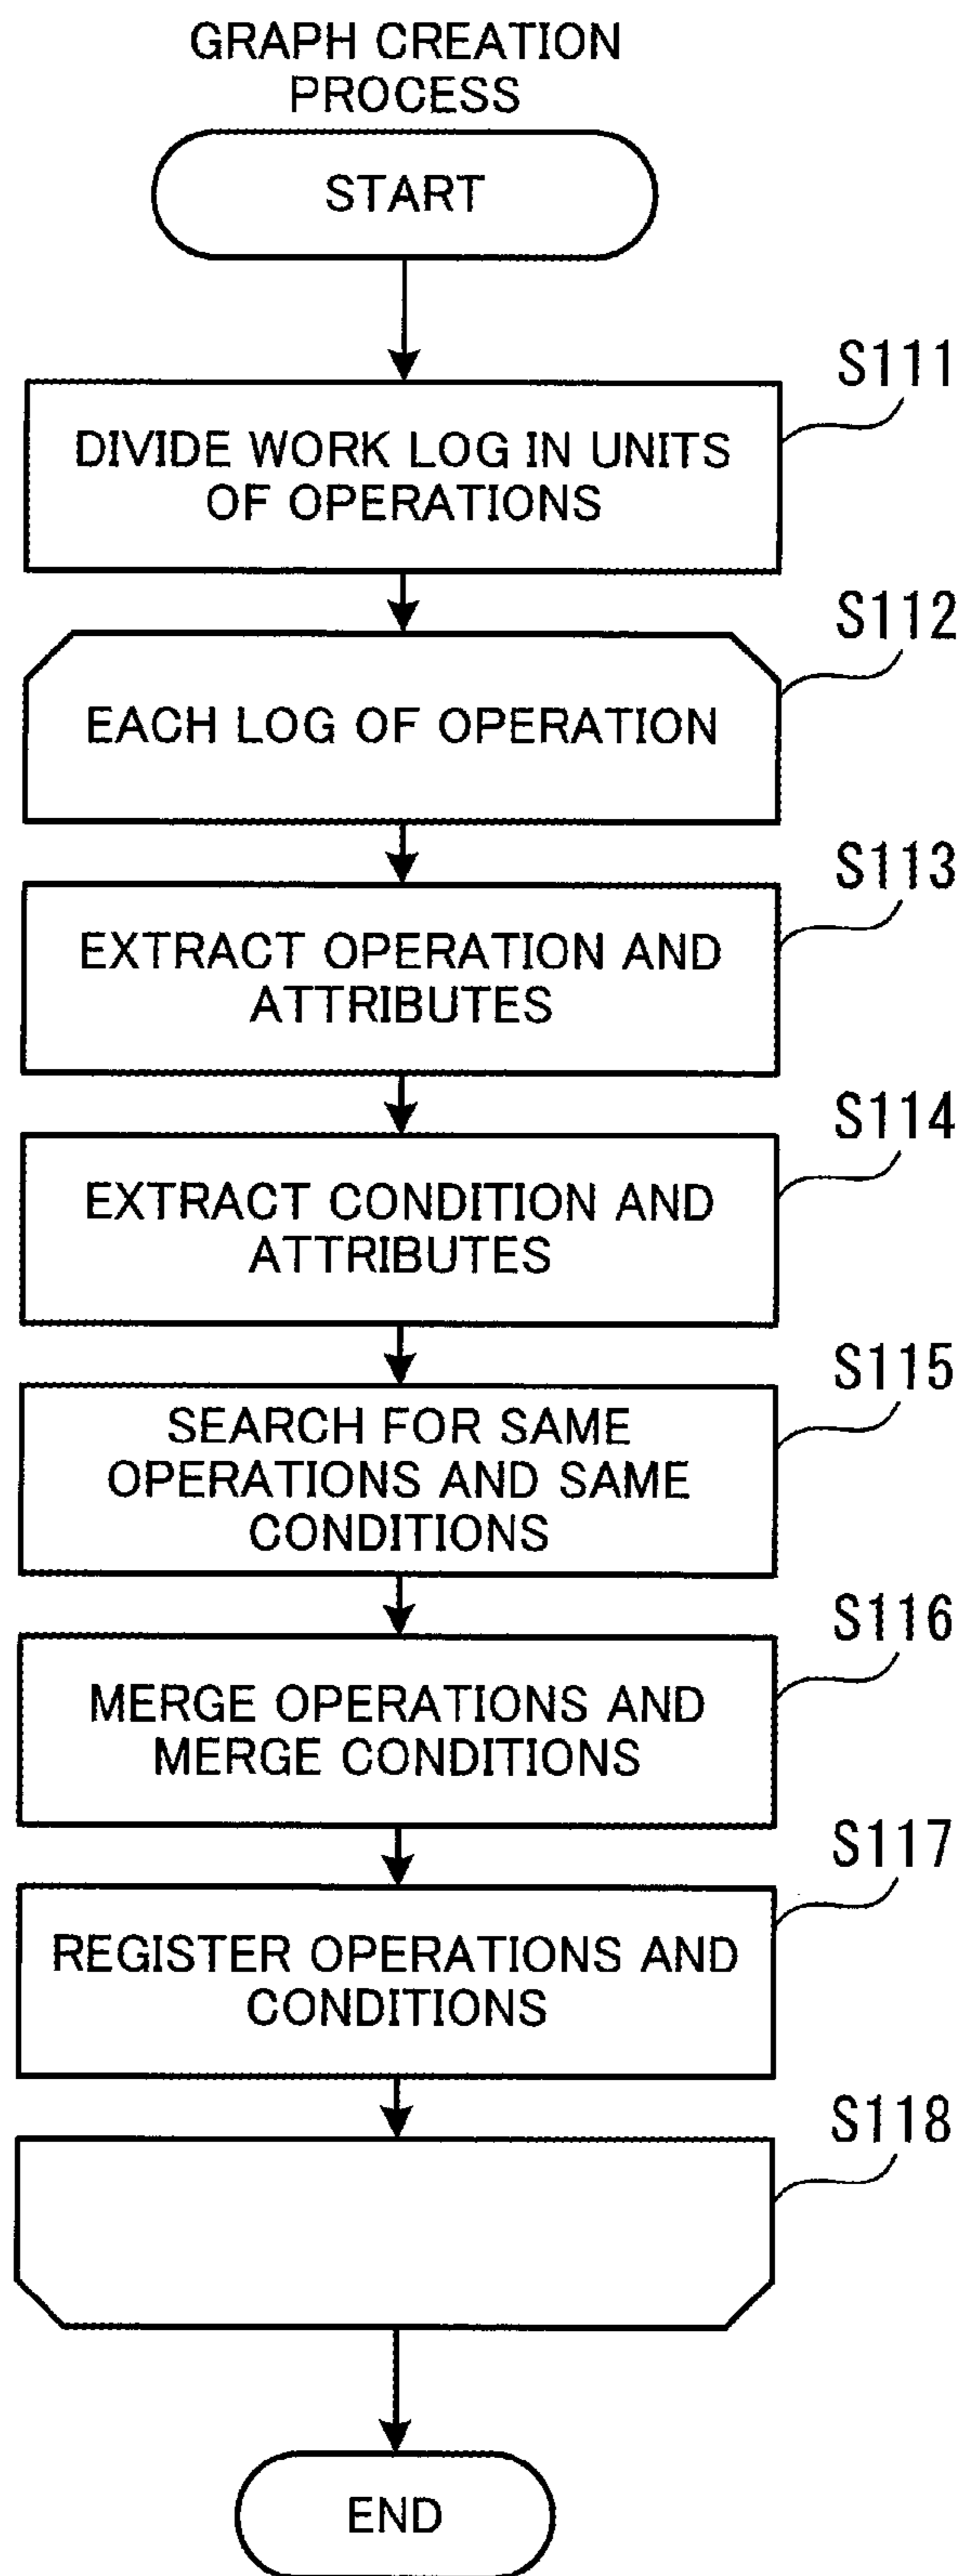 GRAPH CREATION
PROCESS
START
S111
DIVIDE WORK LOG IN UNITS
OF OPERATIONS
S112
EACH LOG OF OPERATION
S113
EXTRACT OPERATION AND
ATTRIBUTES
S114
EXTRACT CONDITION AND
ATTRIBUTES
S115
SEARCH FOR SAME
OPERATIONS AND SAME
CONDITIONS
S116
MERGE OPERATIONS AND
MERGE CONDITIONS
S117
REGISTER OPERATIONS AND
CONDITIONS
S118
END